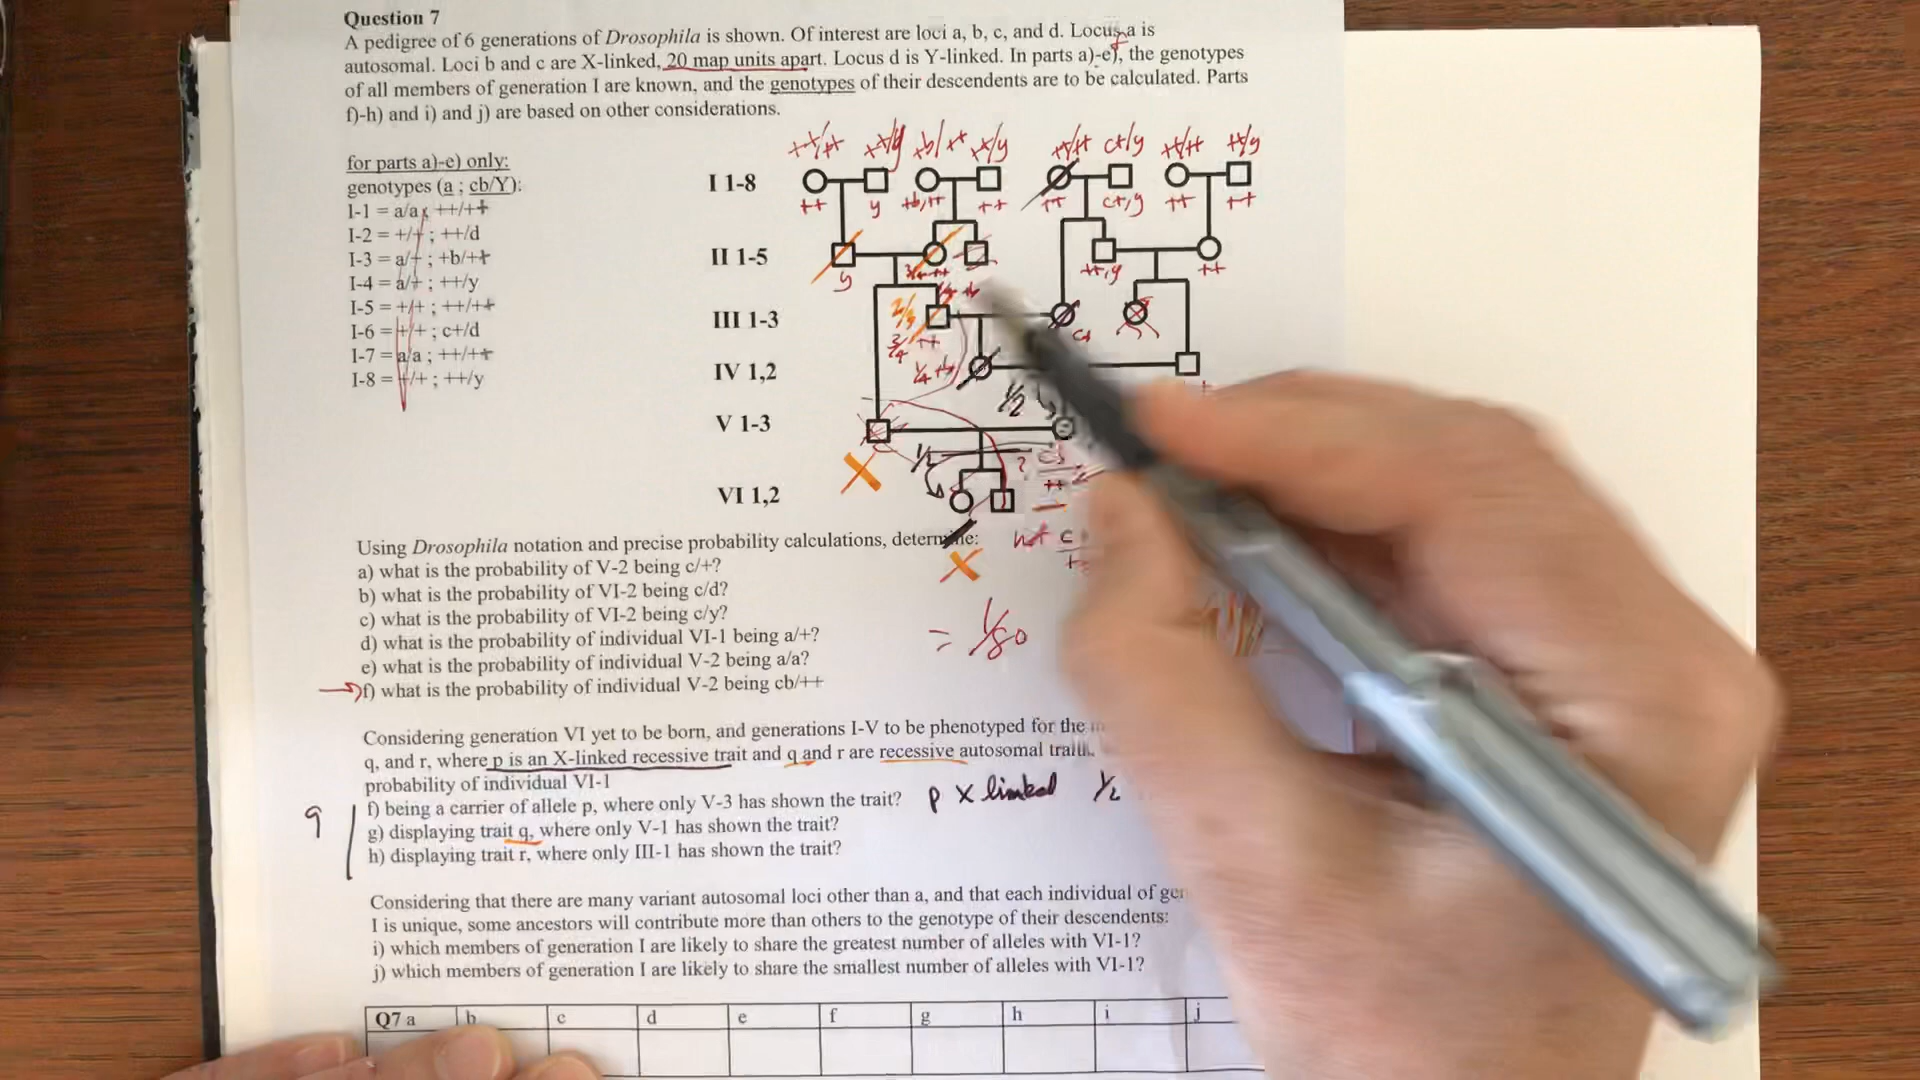 Question 7
A pedigree of 6 generations of Drosophila is shown. Of interest are loci a, b, c, and d. Locus a is
autosomal. Loci b and c are X-linked, 20 map units apart. Locus d is Y-linked. In parts a)-e), the genotypes
of all members of generation I are known, and the genotypes of their descendents are to be calculated. Parts
f)-h) and i) and j) are based on other considerations.
++/++ ++/y +b/++ ++/y ++/++ c+/y ++/++ ++/y
for parts a)-e) only:
genotypes (a ; cb/Y):
I 1-8
I-1 = a/a ; ++/++
++ y +b,++ ++ ++ c+,y ++ ++
I-2 = +/+ ; ++/d
I-3 = a/+ ; +b/++
II 1-5
I-4 = a/+ ; ++/y
y ++,y ++
I-5 = +/+ ; ++/++
III 1-3
2/3
I-6 = +/+ ; c+/d
c+
I-7 = a/a ; ++/++
3/4 ++
I-8 = +/+ ; ++/y
IV 1,2
1/4 +b
1/2
V 1-3
1/2
? cb
++
VI 1,2
Using Drosophila notation and precise probability calculations, determine:
a) what is the probability of V-2 being c/+?
b) what is the probability of VI-2 being c/d?
c) what is the probability of VI-2 being c/y?
d) what is the probability of individual VI-1 being a/+?
= 1/80
e) what is the probability of individual V-2 being a/a?
f) what is the probability of individual V-2 being cb/++
Considering generation VI yet to be born, and generations I-V to be phenotyped for the
q, and r, where p is an X-linked recessive trait and q and r are recessive autosomal
probability of individual VI-1
f) being a carrier of allele p, where only V-3 has shown the trait? p X linked 1/2
9
g) displaying trait q, where only V-1 has shown the trait?
h) displaying trait r, where only III-1 has shown the trait?
Considering that there are many variant autosomal loci other than a, and that each individual of
I is unique, some ancestors will contribute more than others to the genotype of their descendents:
i) which members of generation I are likely to share the greatest number of alleles with VI-1?
j) which members of generation I are likely to share the smallest number of alleles with VI-1?
Q7 a b c d e f g h i j